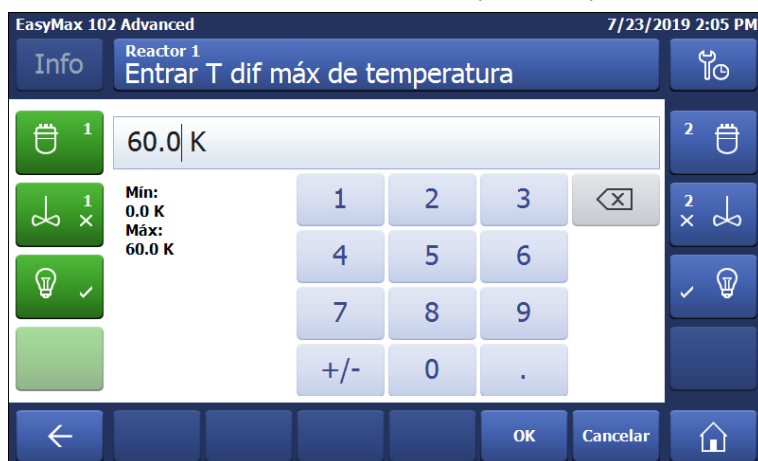 EasyMax 102 Advanced 7/23/2019 2:05 PM
Info
Reactor 1
Entrar T dif máx de temperatura
1
60.0 K
2
1
Mín:
0.0 K
Máx:
60.0 K
1 2 3
2
4 5 6
7 8 9
+/- 0 .
OK Cancelar